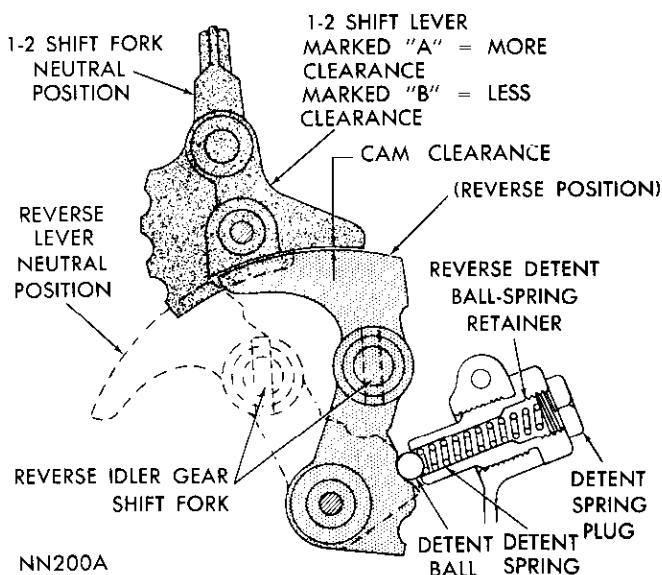 1-2 SHIFT FORK
NEUTRAL
POSITION
1-2 SHIFT LEVER
MARKED "A" = MORE
CLEARANCE
MARKED "B" = LESS
CLEARANCE
CAM CLEARANCE
(REVERSE POSITION)
REVERSE
LEVER
NEUTRAL
POSITION
REVERSE DETENT
BALL-SPRING
RETAINER
REVERSE IDLER GEAR
SHIFT FORK
DETENT
SPRING
PLUG
DETENT
BALL
DETENT
SPRING
NN200A